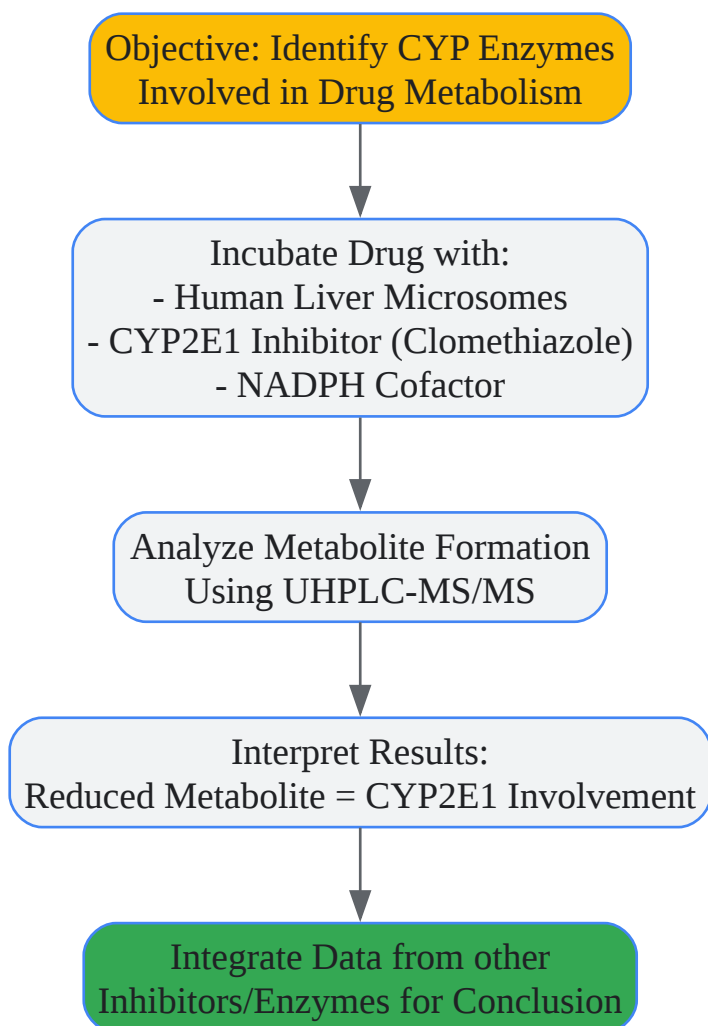 Objective: Identify CYP Enzymes
Involved in Drug Metabolism
Incubate Drug with:
- Human Liver Microsomes
- CYP2E1 Inhibitor (Clomethiazole)
- NADPH Cofactor
Analyze Metabolite Formation
Using UHPLC-MS/MS
Interpret Results:
Reduced Metabolite = CYP2E1 Involvement
Integrate Data from other
Inhibitors/Enzymes for Conclusion